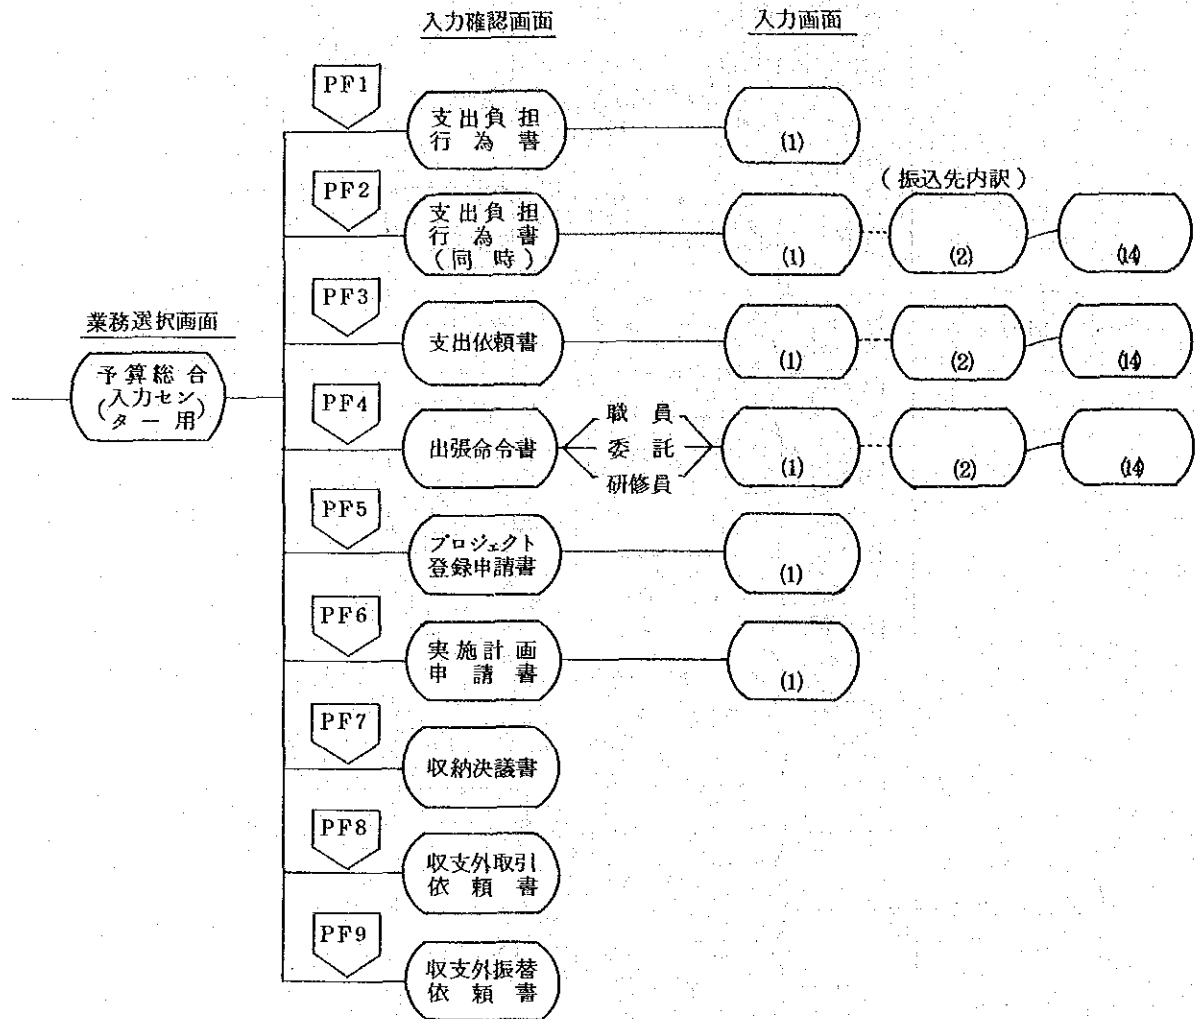 入力確認画面
入力画面
PF1
支出負担
行為書
(1)
PF2
支出負担
行為書
(同時)
(1)
(振込先内訳)
(2)
(14)
PF3
支出依頼書
(1)
(2)
(14)
業務選択画面
予算総合
(入力セン
ター用)
PF4
出張命令書
職員
委託
研修員
(1)
(2)
(14)
PF5
プロジェクト
登録申請書
(1)
PF6
実施計画
申請書
(1)
PF7
収納決議書
PF8
収支外取引
依頼書
PF9
収支外振替
依頼書